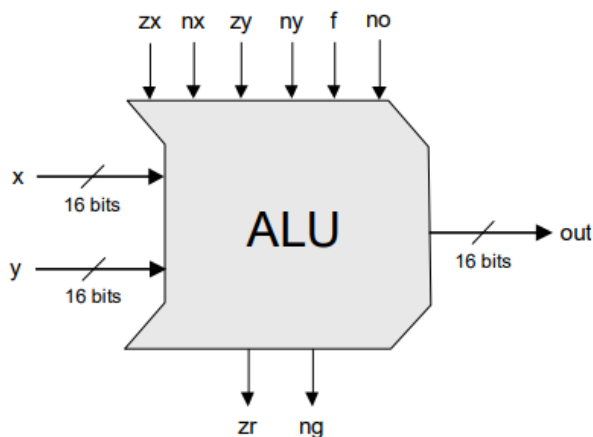 zx nx zy ny f no
x
16 bits
ALU
out
16 bits
y
16 bits
zr ng